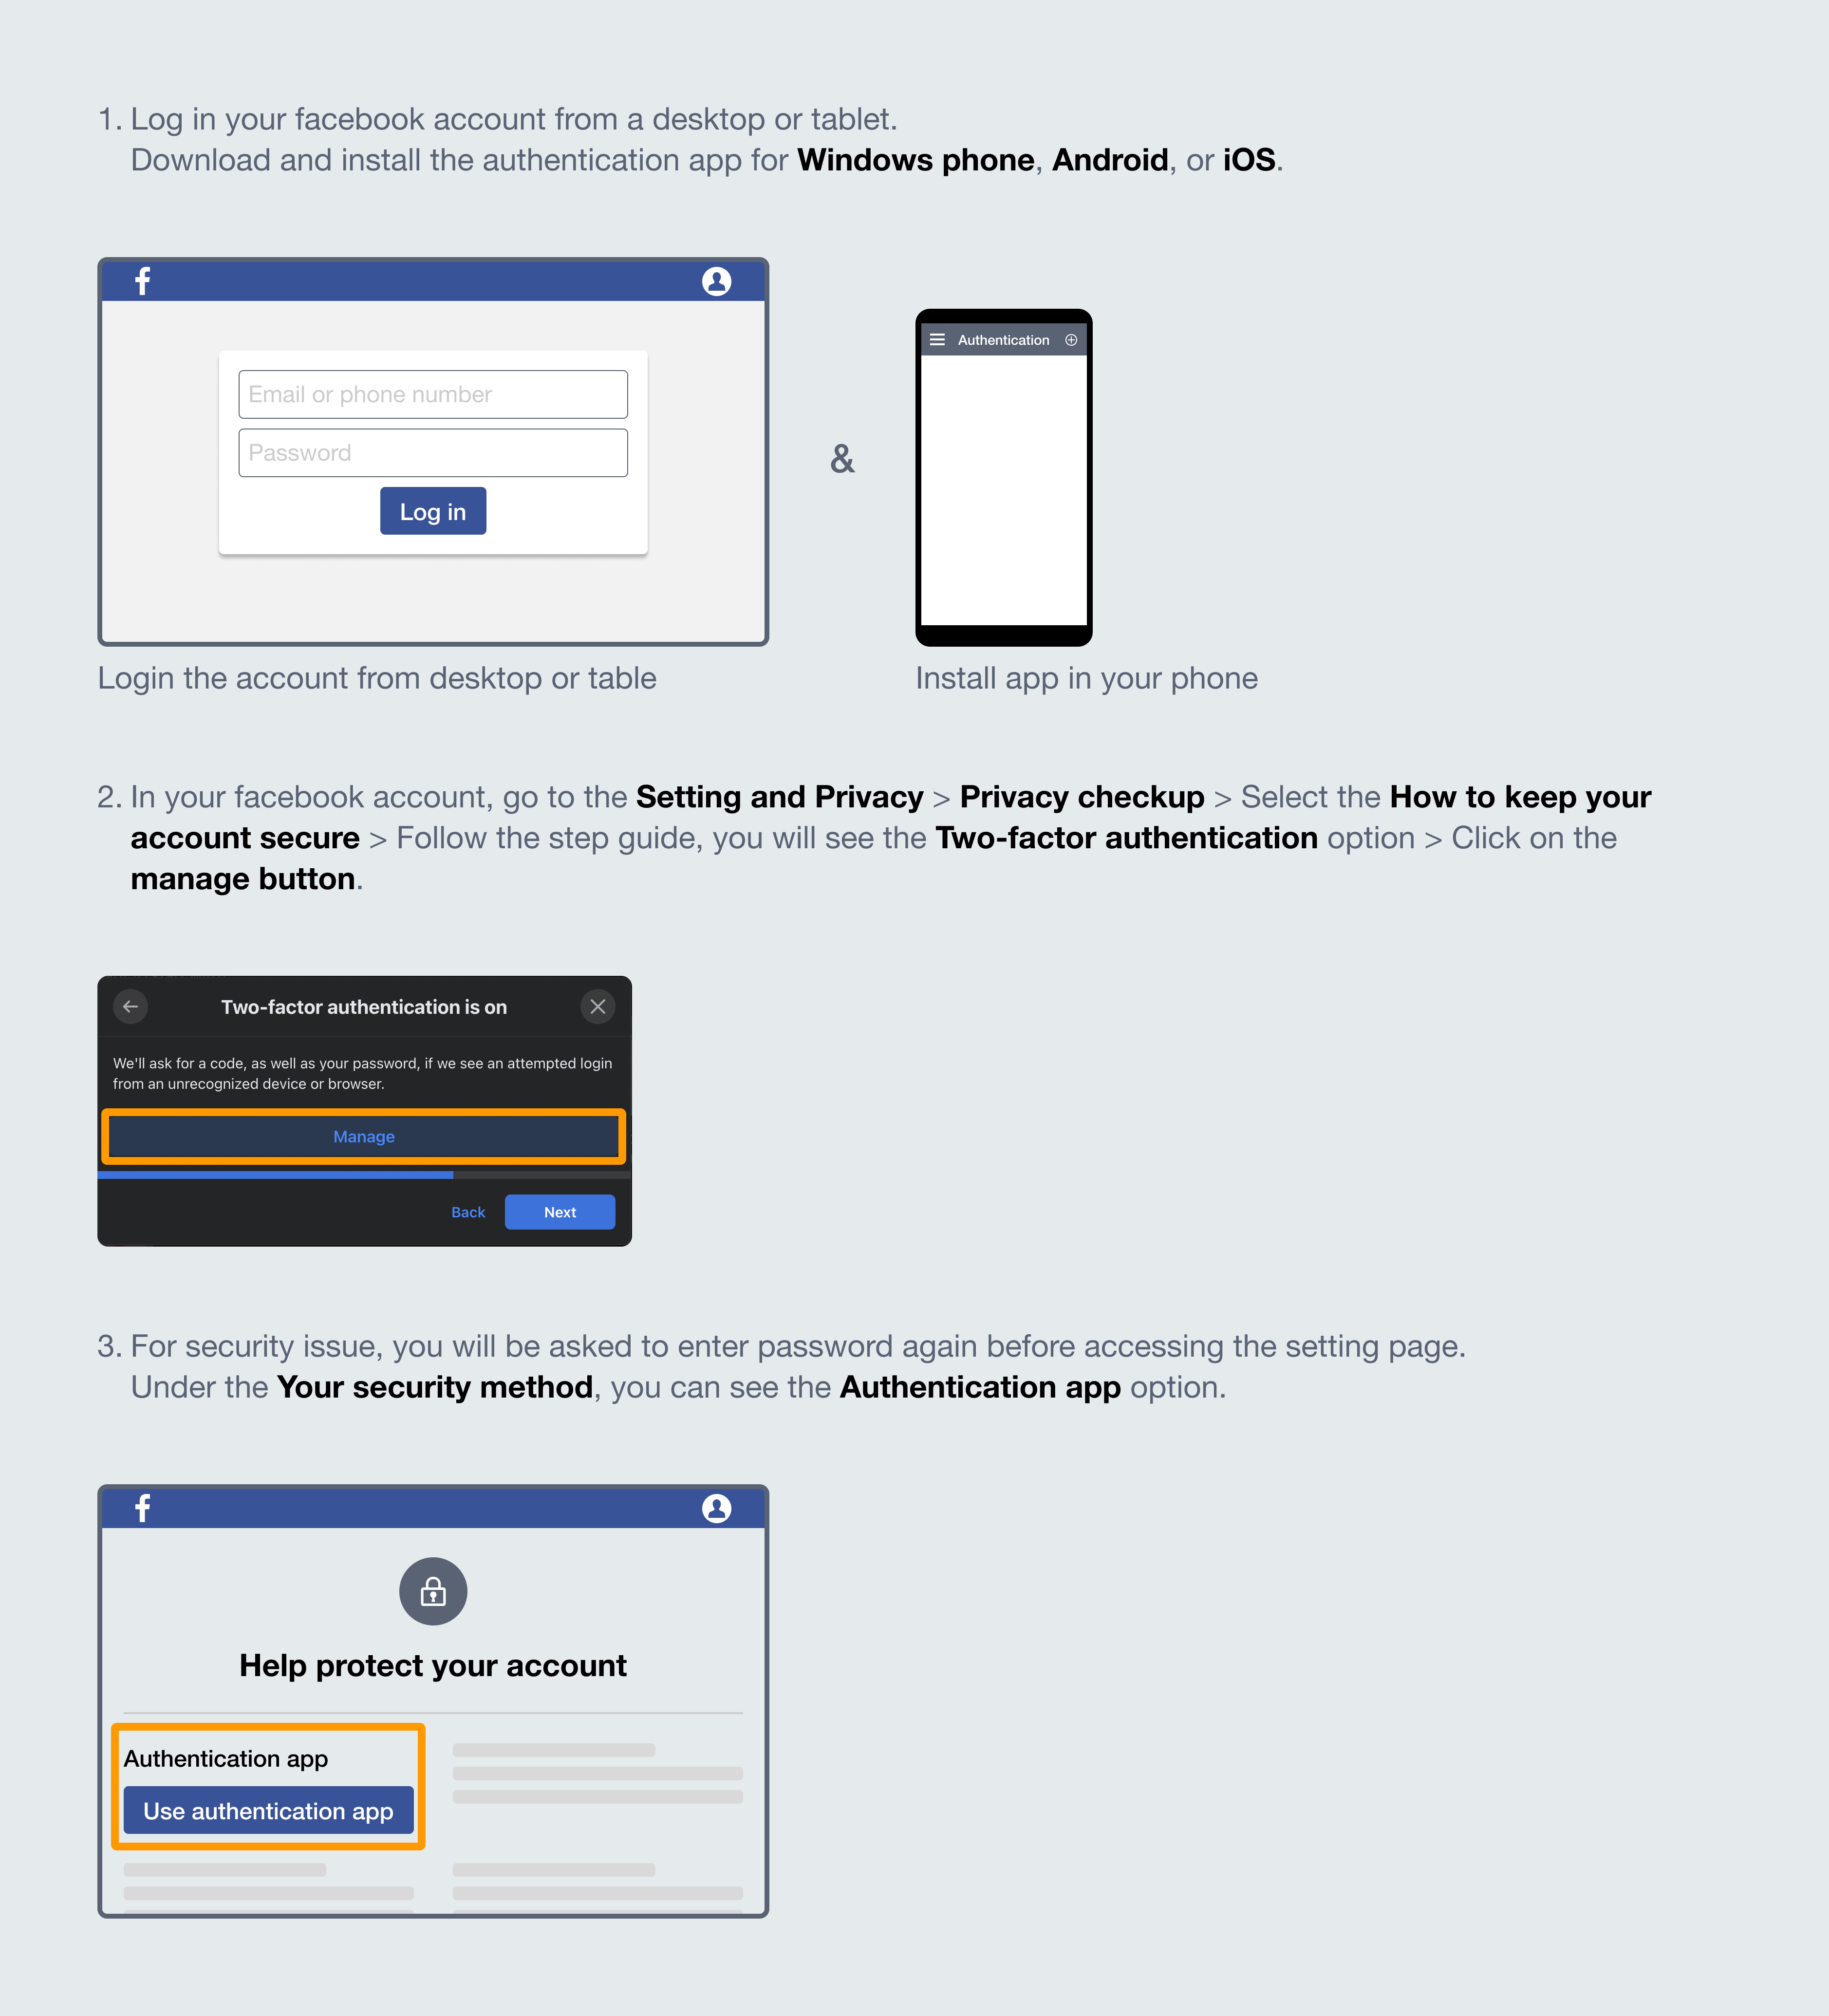 1. Log in your facebook account from a desktop or tablet.
Download and install the authentication app for Windows phone, Android, or iOS.
f
Email or phone number
Password
Log in
&
Authentication
Login the account from desktop or table
Install app in your phone
2. In your facebook account, go to the Setting and Privacy > Privacy checkup > Select the How to keep your
account secure > Follow the step guide, you will see the Two-factor authentication option > Click on the
manage button.
Two-factor authentication is on
We'll ask for a code, as well as your password, if we see an attempted login
from an unrecognized device or browser.
Manage
Back
Next
3. For security issue, you will be asked to enter password again before accessing the setting page.
Under the Your security method, you can see the Authentication app option.
f
Help protect your account
Authentication app
Use authentication app